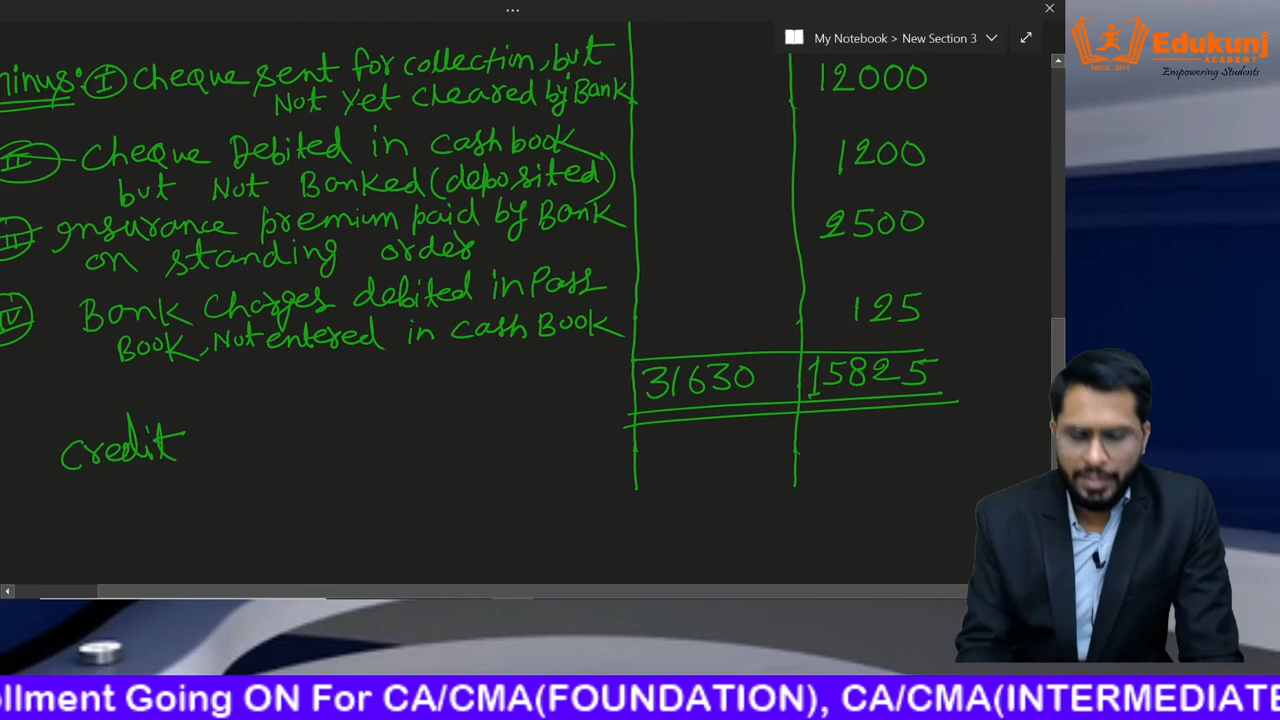 My Notebook > New Section 3
Edukunj
ACADEMY
Empowering Students
minus: I Cheque sent for collection, but 12000
Not Yet Cleared by Bank
II Cheque Debited in cash book 1200
but Not Banked (deposited)
III Insurance premium paid by Bank 2500
on standing order
IV Bank Charges debited in Pass 125
Book, Not entered in cash Book
31630 15825
credit
ollment Going ON For CA/CMA(FOUNDATION), CA/CMA(INTERMEDIATE